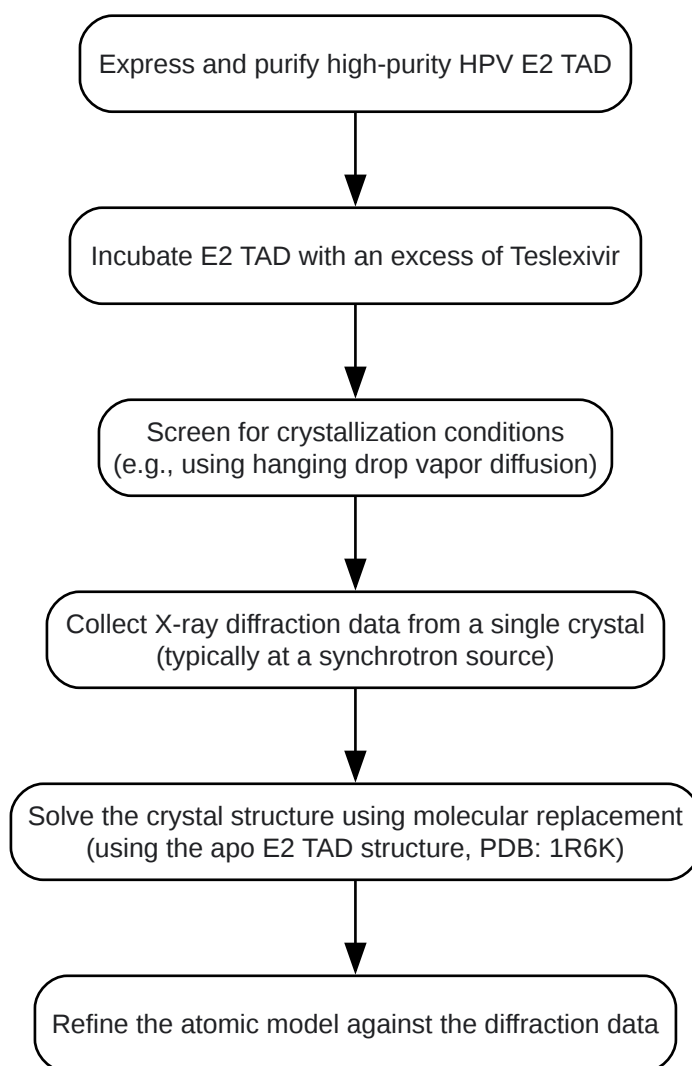 Express and purify high-purity HPV E2 TAD
Incubate E2 TAD with an excess of Teslexivir
Screen for crystallization conditions
(e.g., using hanging drop vapor diffusion)
Collect X-ray diffraction data from a single crystal
(typically at a synchrotron source)
Solve the crystal structure using molecular replacement
(using the apo E2 TAD structure, PDB: 1R6K)
Refine the atomic model against the diffraction data